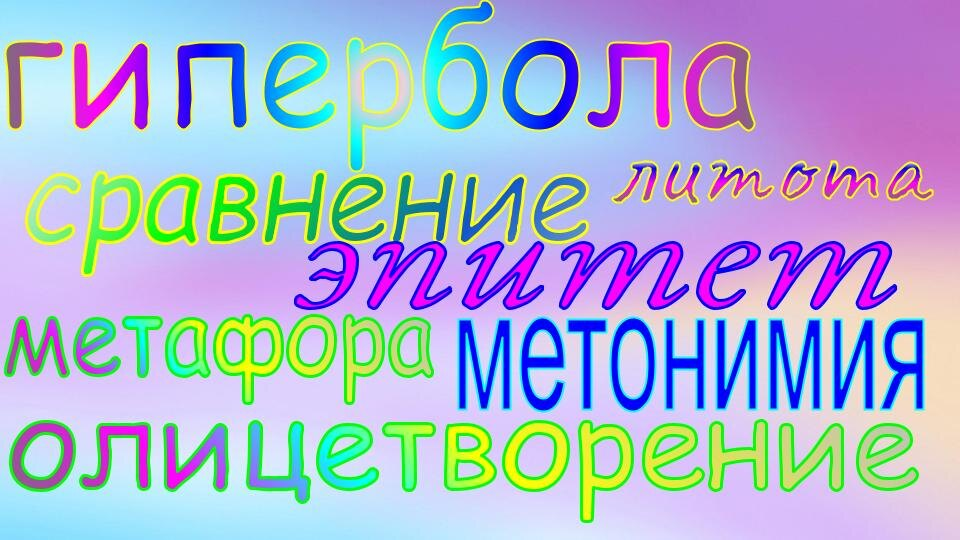 гипербола
сравнение
литота
эпитет
метафора
метонимия
олицетворение